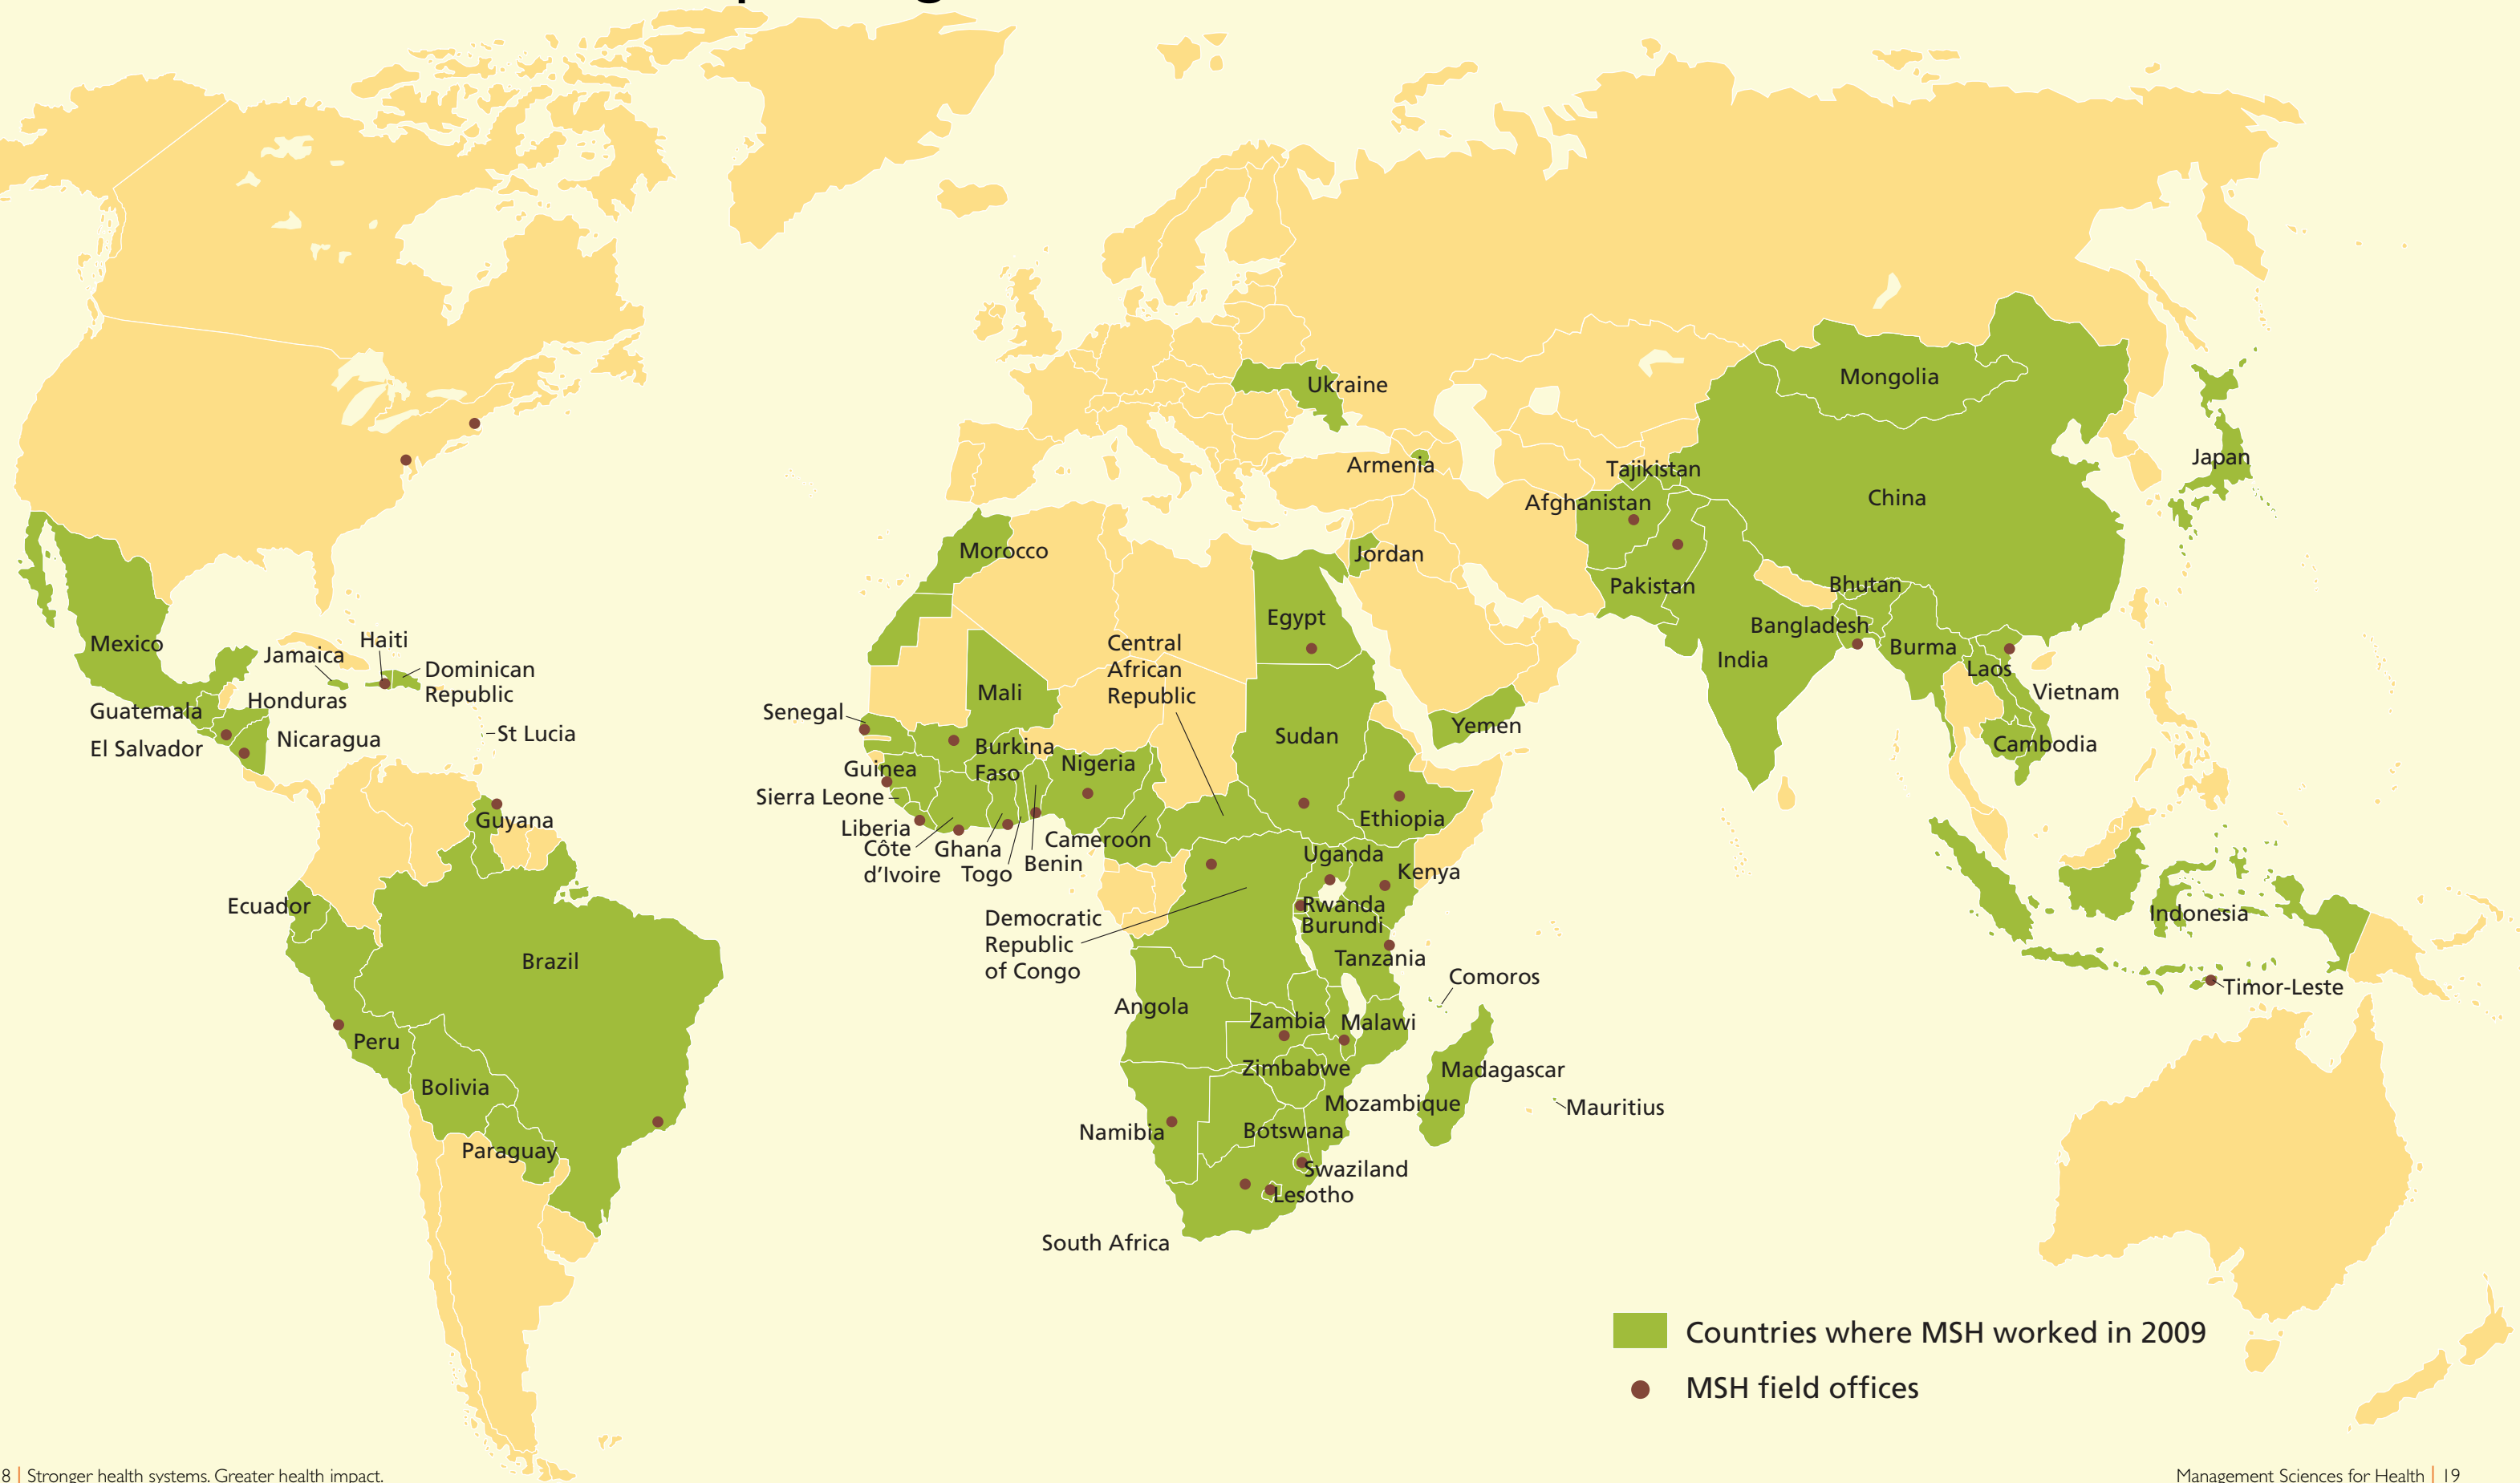 Ukraine
Mongolia
Armenia
Tajikistan
Japan
Afghanistan
China
Morocco
Jordan
Pakistan
Bhutan
Egypt
Bangladesh
Mexico
Haiti
Jamaica
Dominican
Republic
Central
African
Republic
India
Burma
Laos
Vietnam
Honduras
Guatemala
Mali
Senegal
St Lucia
Nicaragua
El Salvador
Yemen
Sudan
Cambodia
Burkina
Faso
Nigeria
Guinea
Sierra Leone
Guyana
Liberia
Ethiopia
Côte
d’Ivoire
Ghana
Togo
Benin
Cameroon
Uganda
Kenya
Ecuador
Rwanda
Burundi
Democratic
Republic
of Congo
Indonesia
Brazil
Tanzania
Comoros
Timor-Leste
Angola
Zambia
Malawi
Peru
Zimbabwe
Madagascar
Bolivia
Mozambique
Mauritius
Namibia
Botswana
Paraguay
Swaziland
Lesotho
South Africa
Countries where MSH worked in 2009
MSH field offices
8 | Stronger health systems. Greater health impact.
Management Sciences for Health | 19